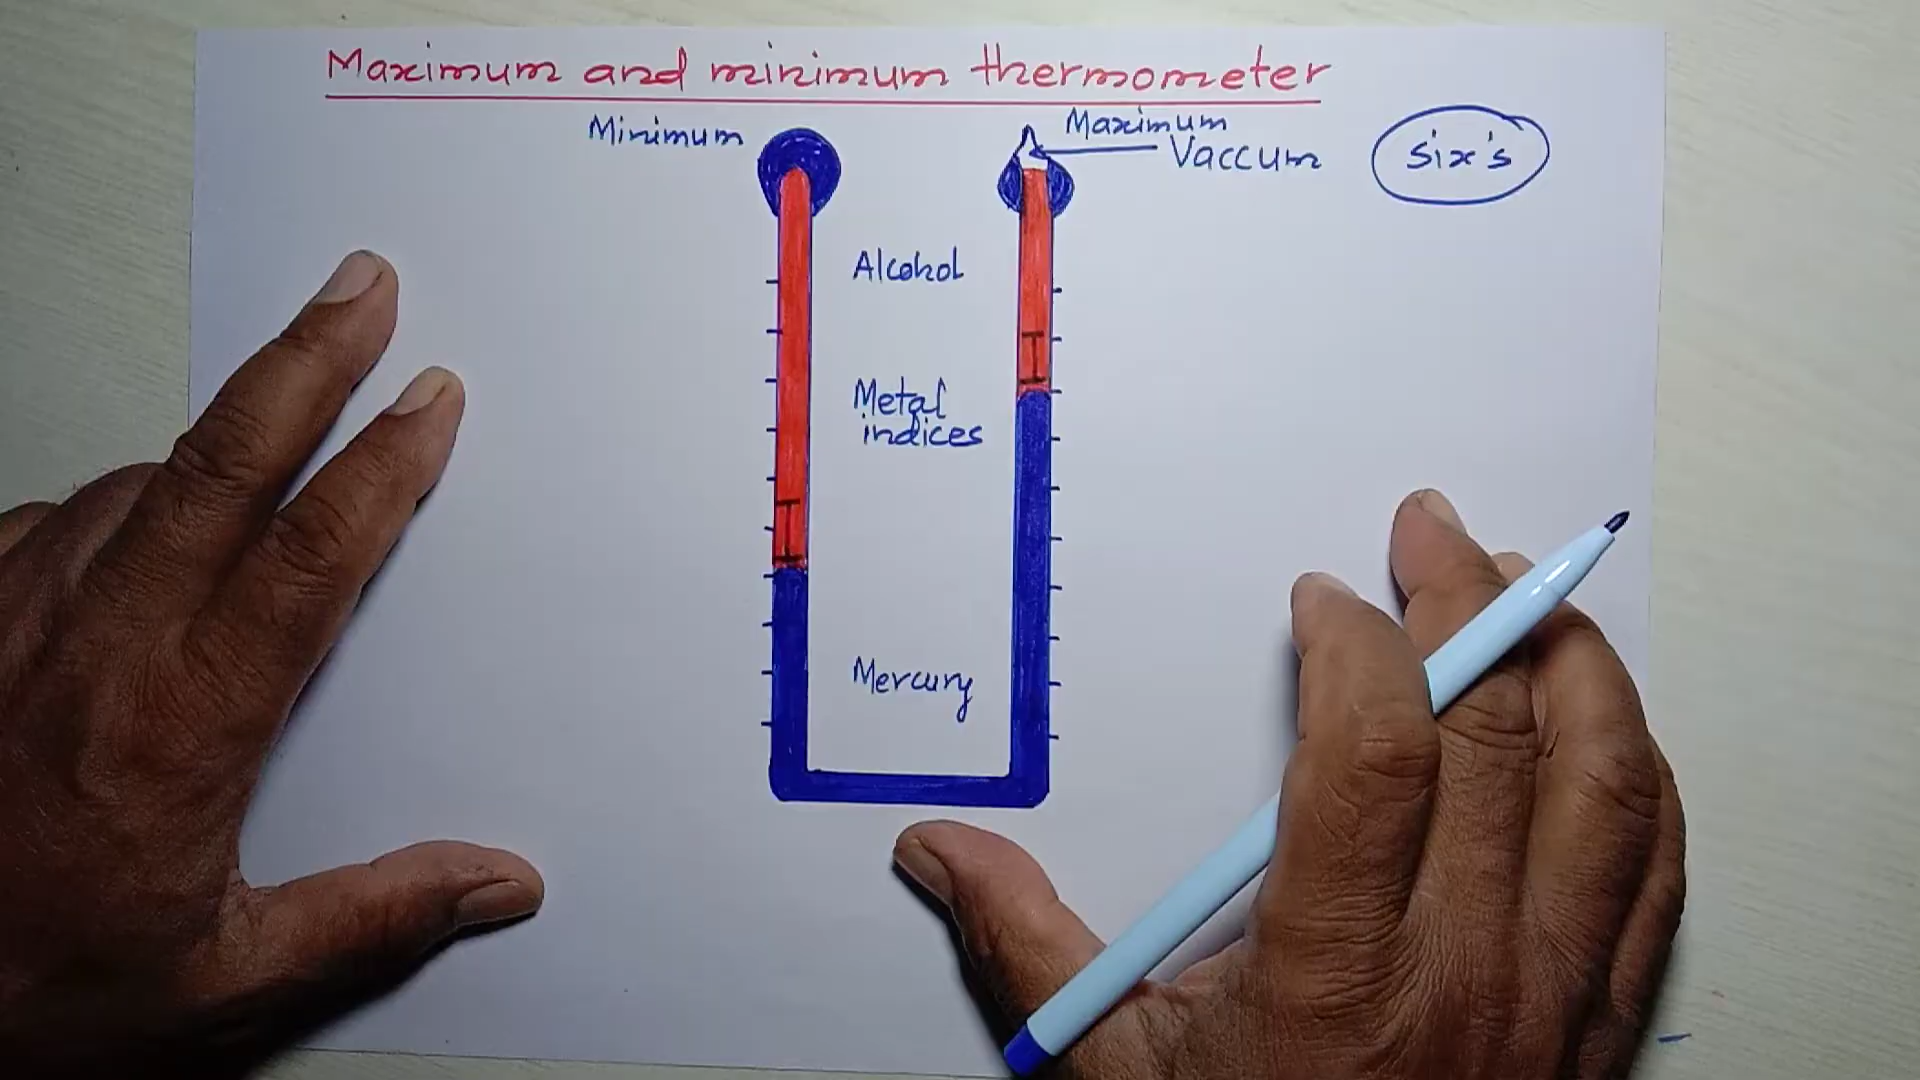 Maximum and minimum thermometer
Minimum
Maximum
Vaccum
Six's
Alcohol
Metal
indices
Mercury